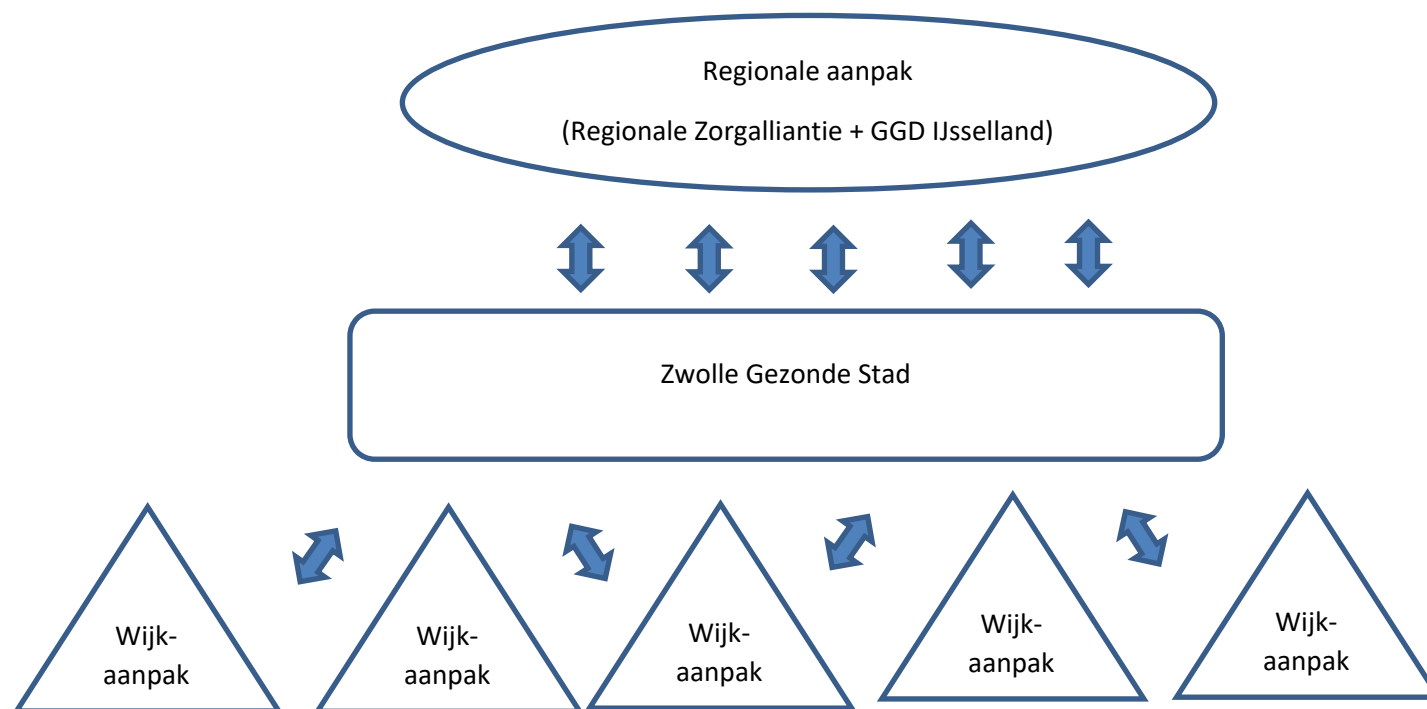 Regionale aanpak
(Regionale Zorgalliantie + GGD IJsselland)
Zwolle Gezonde Stad
Wijk-
aanpak
Wijk-
aanpak
Wijk-
aanpak
Wijk-
aanpak
Wijk-
aanpak